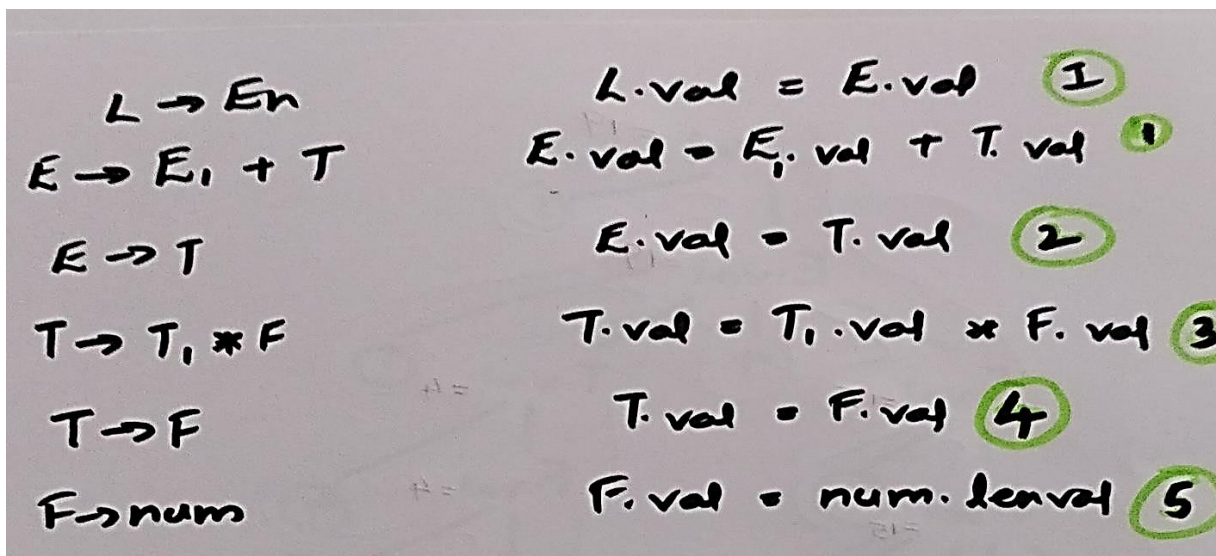 L → En L.val = E.val I
E → E₁ + T E.val = E₁.val + T.val 1
E → T E.val = T.val 2
T → T₁ * F T.val = T₁.val * F.val 3
T → F T.val = F.val 4
F → num F.val = num.lexval 5